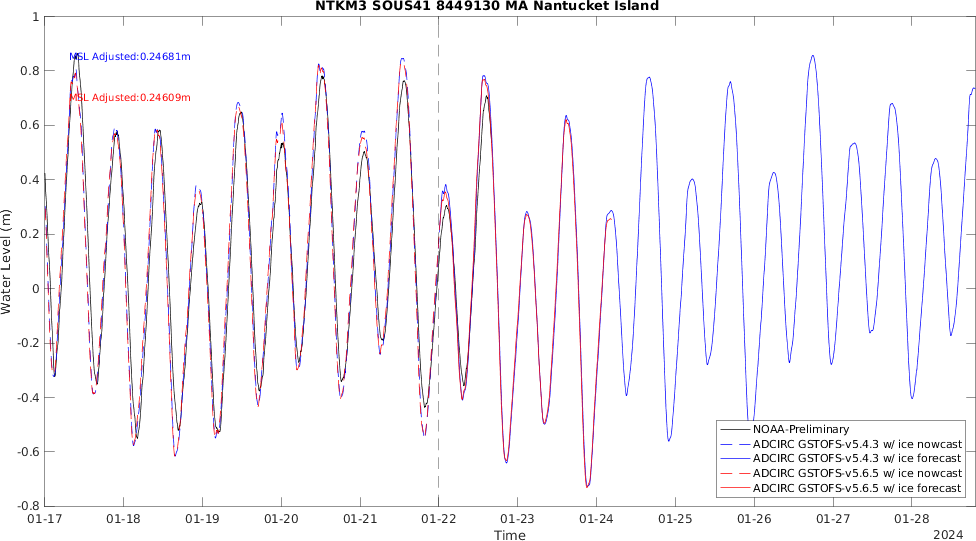 NTKM3 SOUS41 8449130 MA Nantucket Island
1
MSL Adjusted:0.24681m
0.8
MSL Adjusted:0.24609m
0.6
0.4
0.2
0
-0.2
-0.4
-0.6
-0.8
Water Level (m)
NOAA-Preliminary
ADCIRC GSTOFS-v5.4.3 w/ ice nowcast
ADCIRC GSTOFS-v5.4.3 w/ ice forecast
ADCIRC GSTOFS-v5.6.5 w/ ice nowcast
ADCIRC GSTOFS-v5.6.5 w/ ice forecast
01-17 01-18 01-19 01-20 01-21 01-22 01-23 01-24 01-25 01-26 01-27 01-28
Time
2024